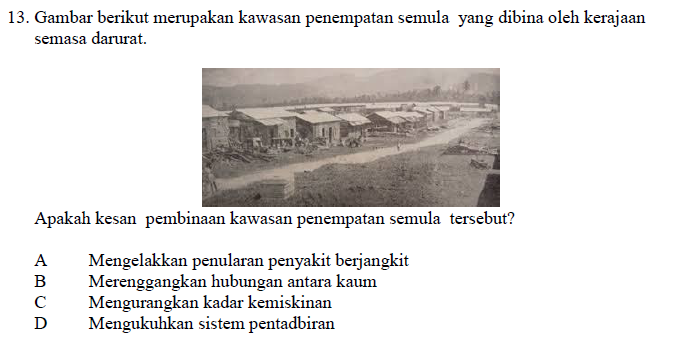 13. Gambar berikut merupakan kawasan penempatan semula yang dibina oleh kerajaan
semasa darurat.
Apakah kesan pembinaan kawasan penempatan semula tersebut?
A Mengelakkan penularan penyakit berjangkit
B Merenggangkan hubungan antara kaum
C Mengurangkan kadar kemiskinan
D Mengukuhkan sistem pentadbiran